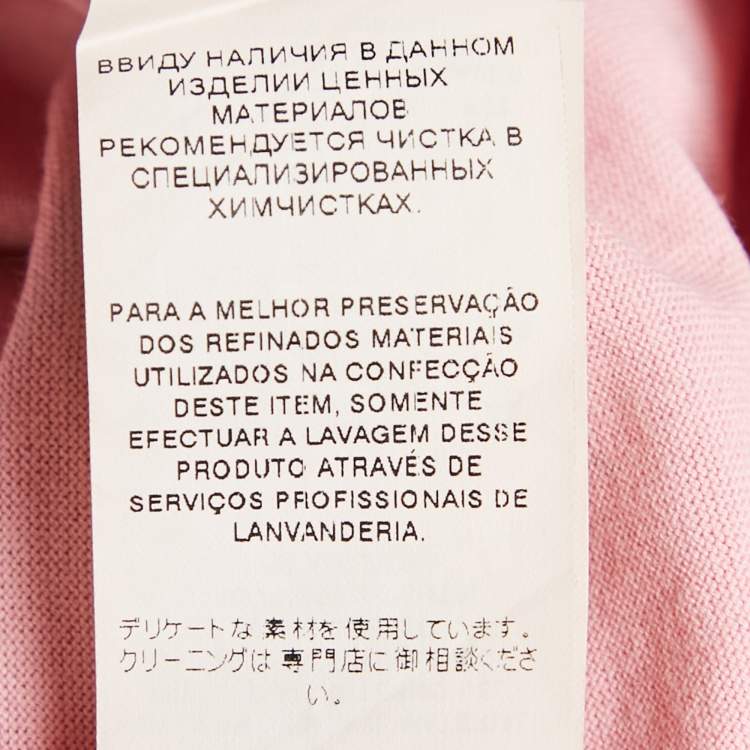 ВВИДУ НАЛИЧИЯ В ДАННОМ
ИЗДЕЛИИ ЦЕННЫХ
МАТЕРИАЛОВ
РЕКОМЕНДУЕТСЯ ЧИСТКА В
СПЕЦИАЛИЗИРОВАННЫХ
ХИМЧИСТКАХ.
PARA A MELHOR PRESERVAÇÃO
DOS REFINADOS MATERIAIS
UTILIZADOS NA CONFECÇÃO
DESTE ITEM, SOMENTE
EFECTUAR A LAVAGEM DESSE
PRODUTO ATRAVÉS DE
SERVIÇOS PROFISSIONAIS DE
LANVANDERIA.
デリケートな素材を使用しています。
クリーニングは専門店に御相談くださ
い。